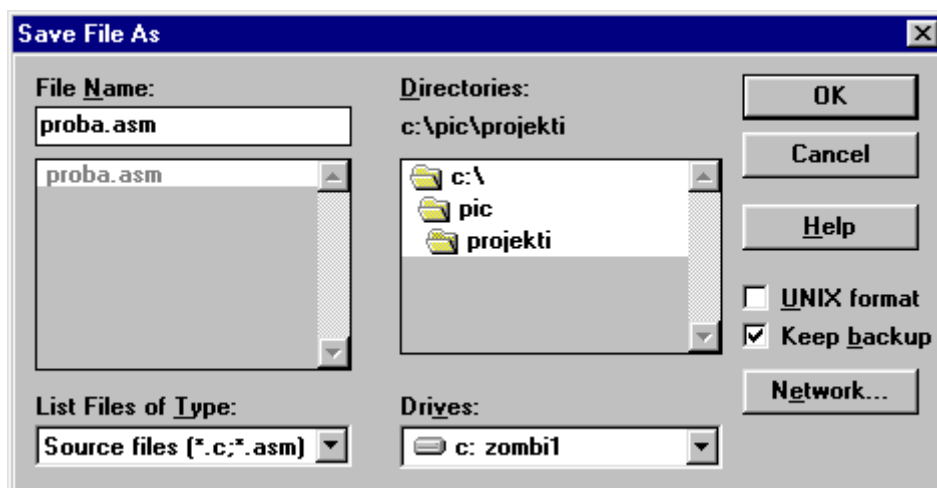 Save File As
File Name:
proba.asm
proba.asm
List Files of Type:
Source files (*.c;*.asm)
Directories:
c:\pic\projekti
c:\
pic
projekti
Drives:
c: zombi1
OK
Cancel
Help
UNIX format
Keep backup
Network...